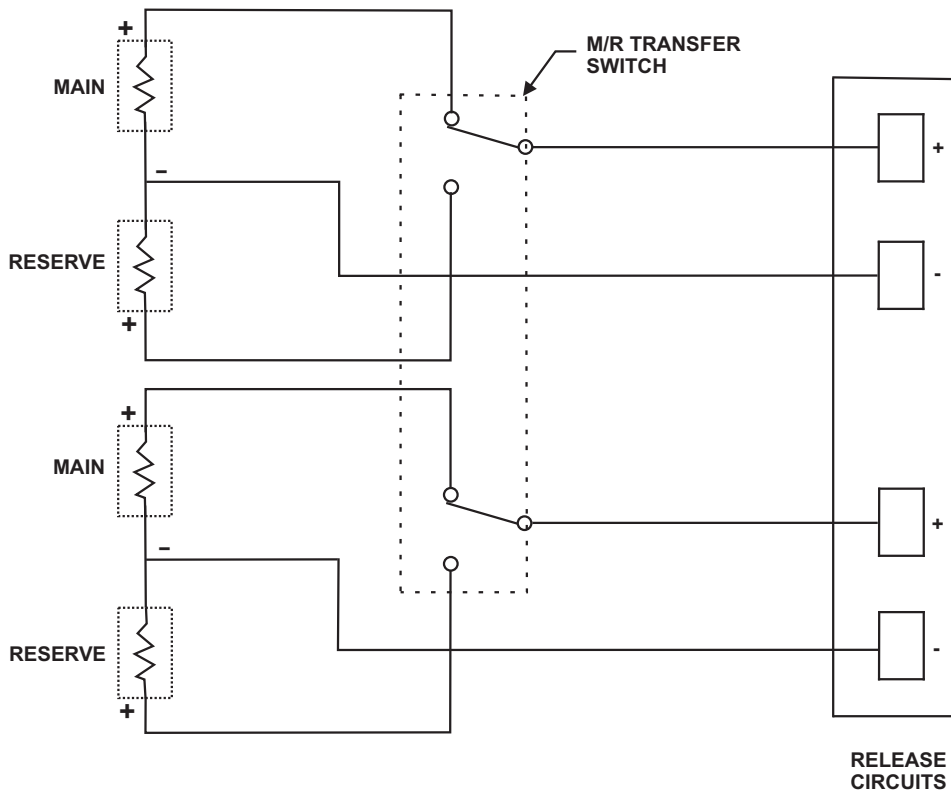 +
M/R TRANSFER
SWITCH
MAIN
+
–
-
RESERVE
+
+
MAIN
+
–
RESERVE
-
+
RELEASE
CIRCUITS